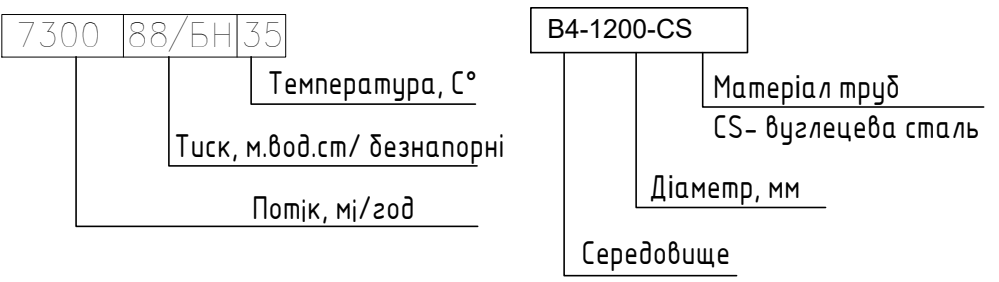 7300 88/БН 35
Температура, С°
Тиск, м.вод.ст/ безнапорні
Потік, мі/год
B4-1200-CS
Матеріал труб
CS- вуглецева сталь
Діаметр, мм
Середовище